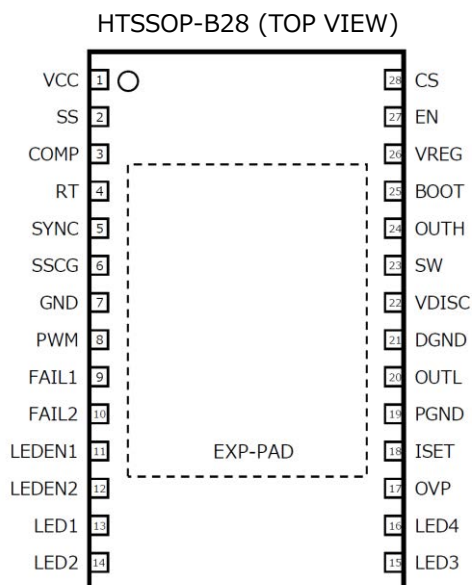 HTSSOP-B28 (TOP VIEW)
VCC 1 28 CS
SS 2 27 EN
COMP 3 26 VREG
RT 4 25 BOOT
SYNC 5 24 OUTH
SSCG 6 23 SW
GND 7 22 VDISC
PWM 8 21 DGND
FAIL1 9 20 OUTL
FAIL2 10 19 PGND
LEDEN1 11 EXP-PAD 18 ISET
LEDEN2 12 17 OVP
LED1 13 16 LED4
LED2 14 15 LED3